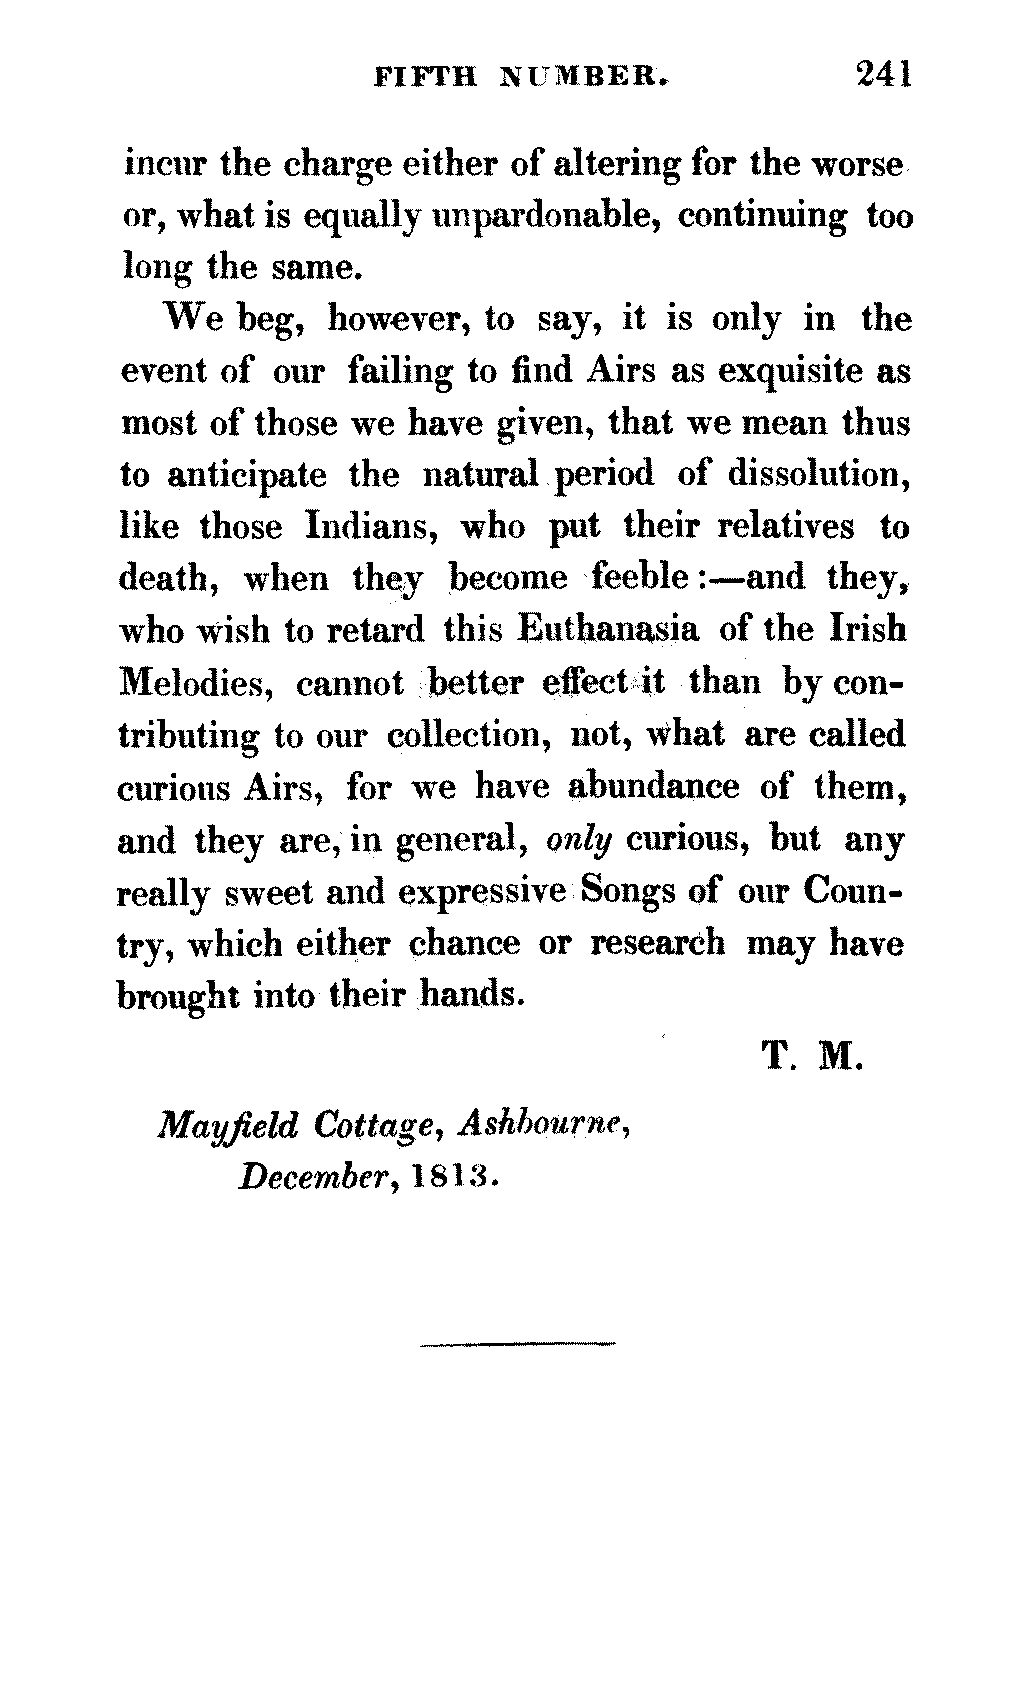 FIFTH NUMBER. 241
incur the charge either of altering for the worse
or, what is equally unpardonable, continuing too
long the same.
We beg, however, to say, it is only in the
event of our failing to find Airs as exquisite as
most of those we have given, that we mean thus
to anticipate the natural period of dissolution,
like those Indians, who put their relatives to
death, when they become feeble :—and they,
who wish to retard this Euthanasia of the Irish
Melodies, cannot better effect it than by con-
tributing to our collection, not, what are called
curious Airs, for we have abundance of them,
and they are, in general, only curious, but any
really sweet and expressive Songs of our Coun-
try, which either chance or research may have
brought into their hands.
T. M.
Mayfield Cottage, Ashbourne,
December, 1813.